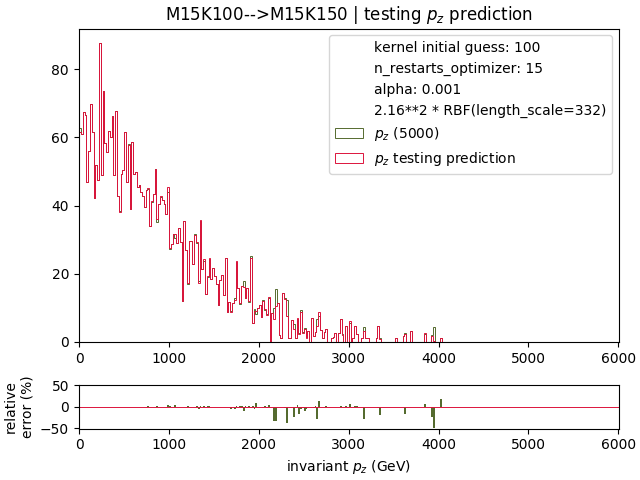 M15K100-->M15K150 | testing p_z prediction
kernel initial guess: 100
n_restarts_optimizer: 15
alpha: 0.001
2.16**2 * RBF(length_scale=332)
p_z (5000)
p_z testing prediction
80
60
40
20
0
0 1000 2000 3000 4000 5000 6000
relative
error (%)
50
0
−50
0 1000 2000 3000 4000 5000 6000
invariant p_z (GeV)